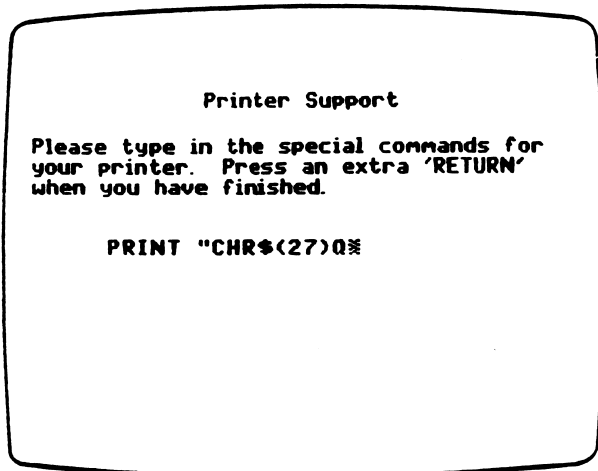 Printer Support
Please type in the special commands for
your printer. Press an extra 'RETURN'
when you have finished.
PRINT "CHR$(27)Q※